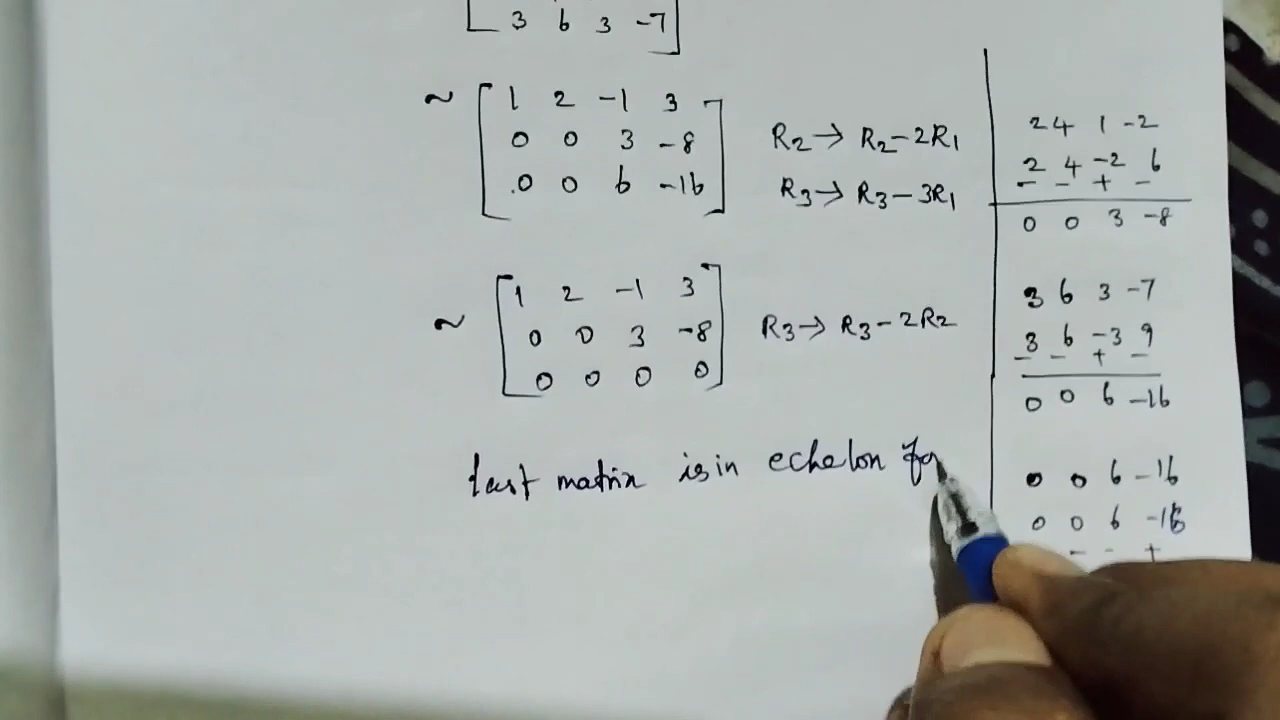 3 6 3 -7
~ 1 2 -1 3
0 0 3 -8 R2 → R2-2R1
0 0 6 -16 R3 → R3-3R1
~ 1 2 -1 3
0 0 3 -8 R3 → R3-2R2
0 0 0 0
last matrix is in echelon fo
2 4 1 -2
2 4 -2 6
- - + -
0 0 3 -8
3 6 3 -7
3 6 -3 9
- - + -
0 0 6 -16
0 0 6 -16
0 0 6 -16
- - +